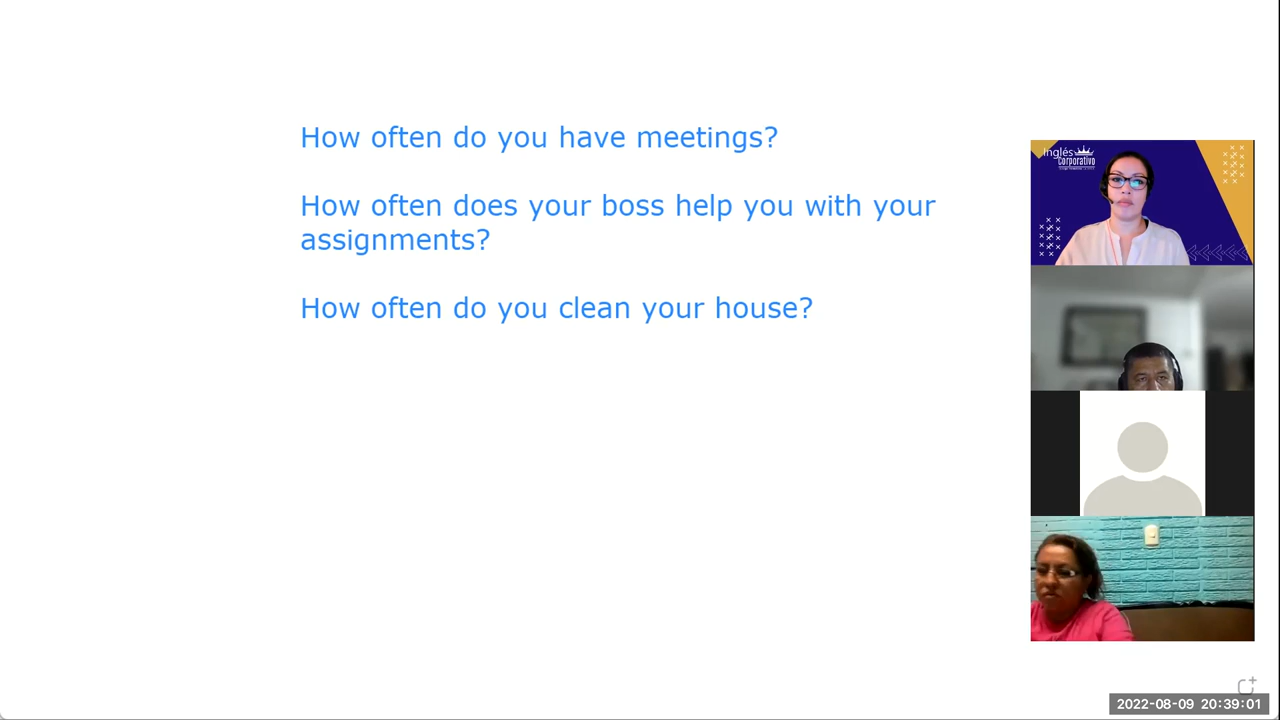 How often do you have meetings?
How often does your boss help you with your
assignments?
How often do you clean your house?
Inglés
Corporativo
2022-08-09 20:39:01